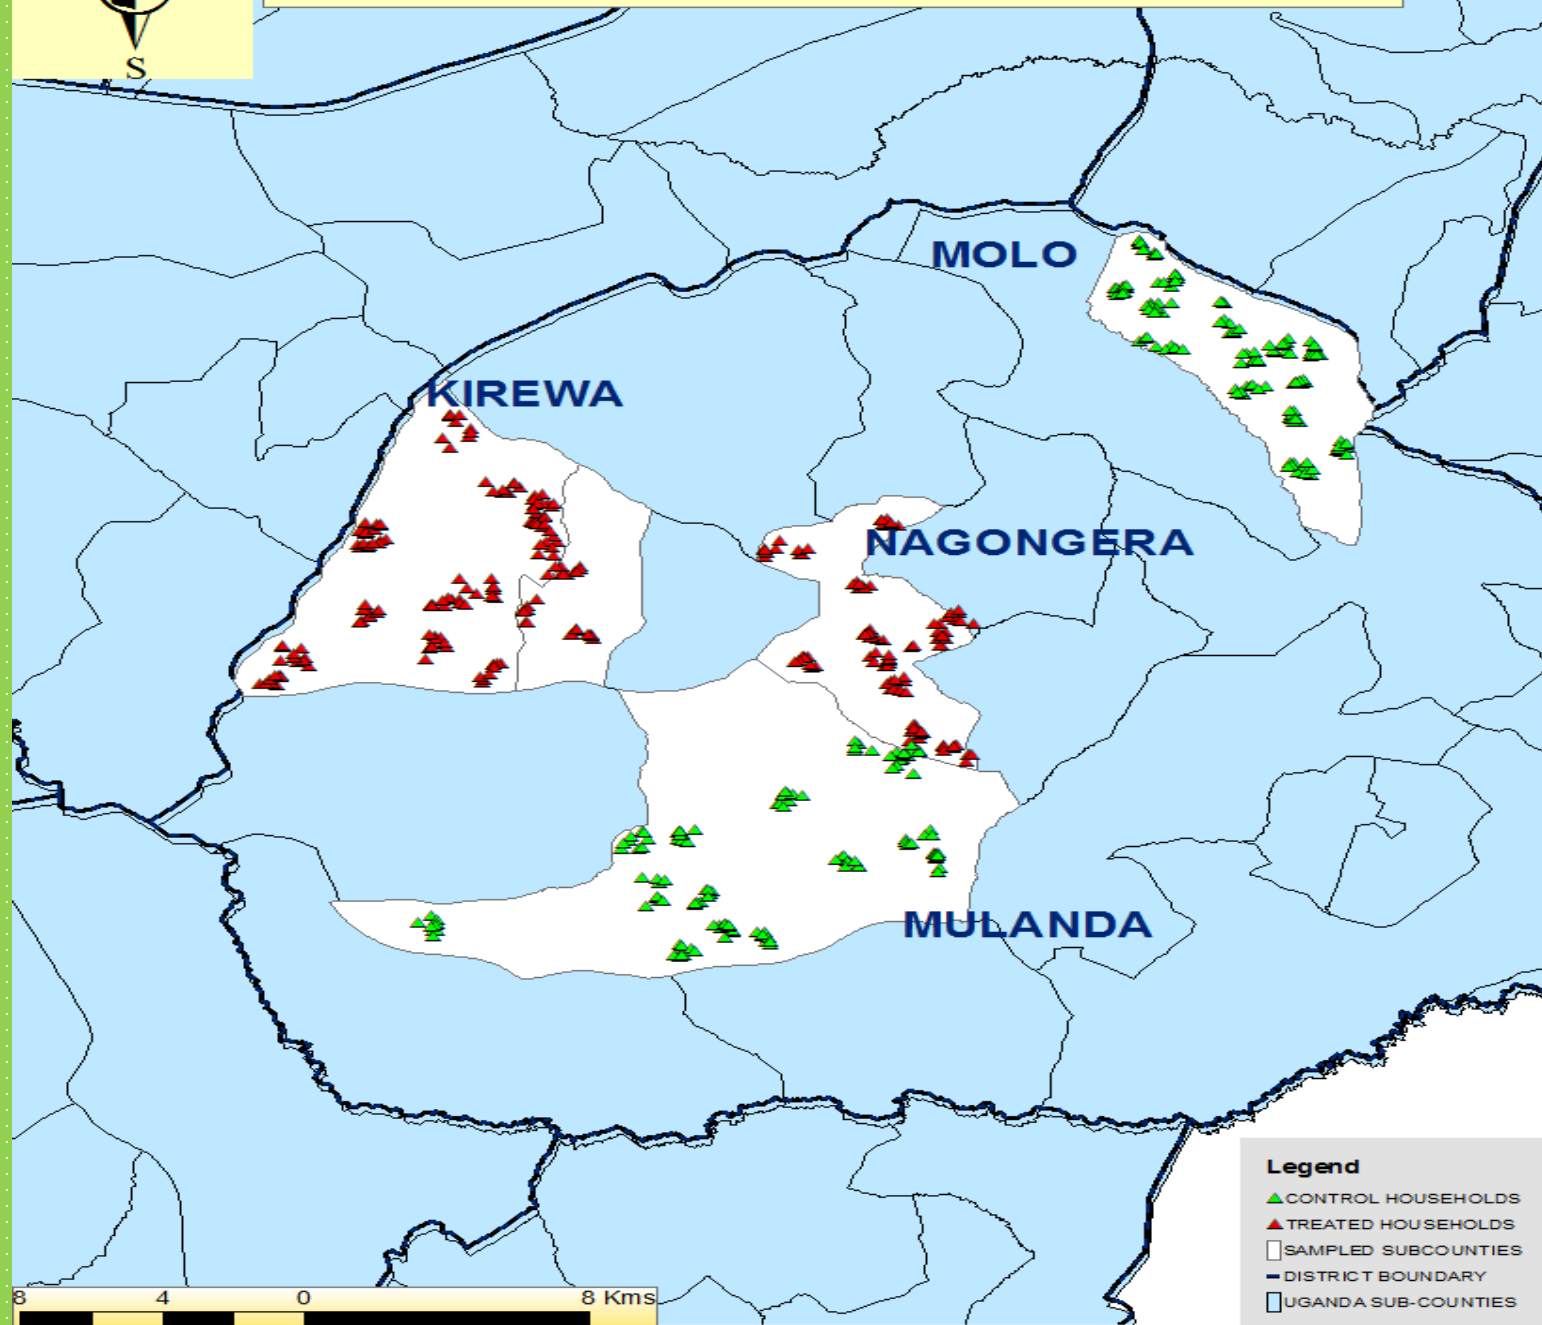 S
MOLO
KIREWA
NAGONGERA
MULANDA
Legend
CONTROL HOUSEHOLDS
TREATED HOUSEHOLDS
SAMPLED SUBCOUNTIES
DISTRICT BOUNDARY
UGANDA SUB-COUNTIES
8 4 0 8 Kms